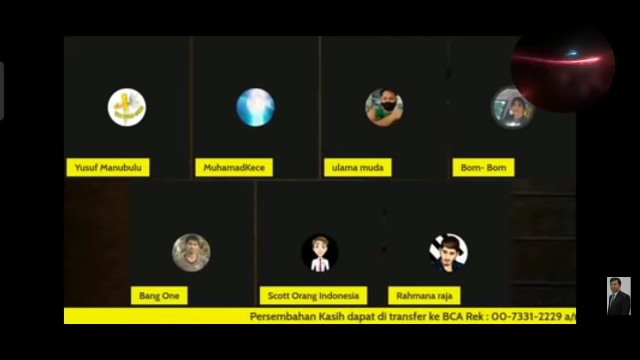 Yusuf Manubulu
MuhamadKece
ulama muda
Bom- Bom
Bang One
Scott Orang Indonesia
Rahmana raja
Persembahan Kasih dapat di transfer ke BCA Rek : 00-7331-2229 a/